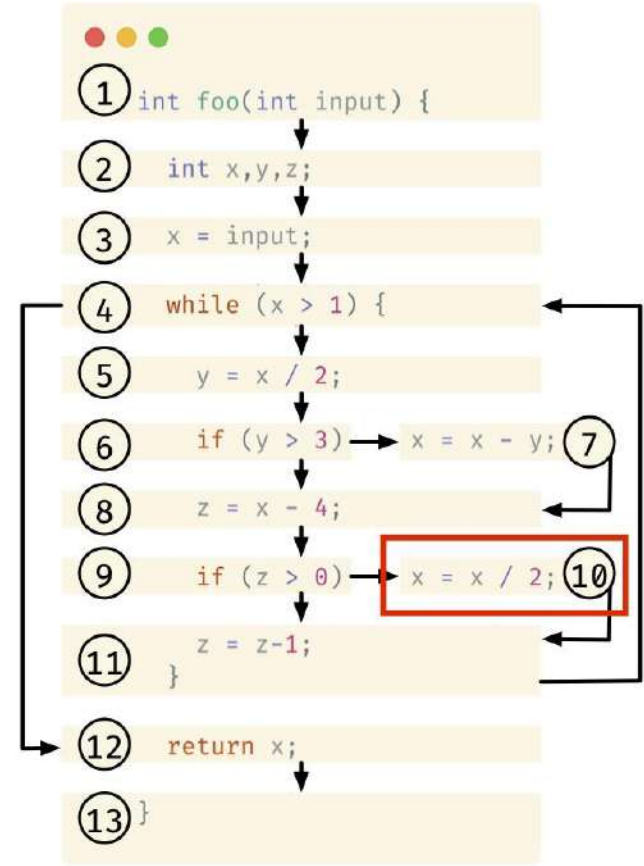 1 int foo(int input) {
2 int x,y,z;
3 x = input;
4 while (x > 1) {
5 y = x / 2;
6 if (y > 3) x = x - y; 7
8 z = x - 4;
9 if (z > 0) x = x / 2; 10
z = z-1;
11 }
12 return x;
13 }